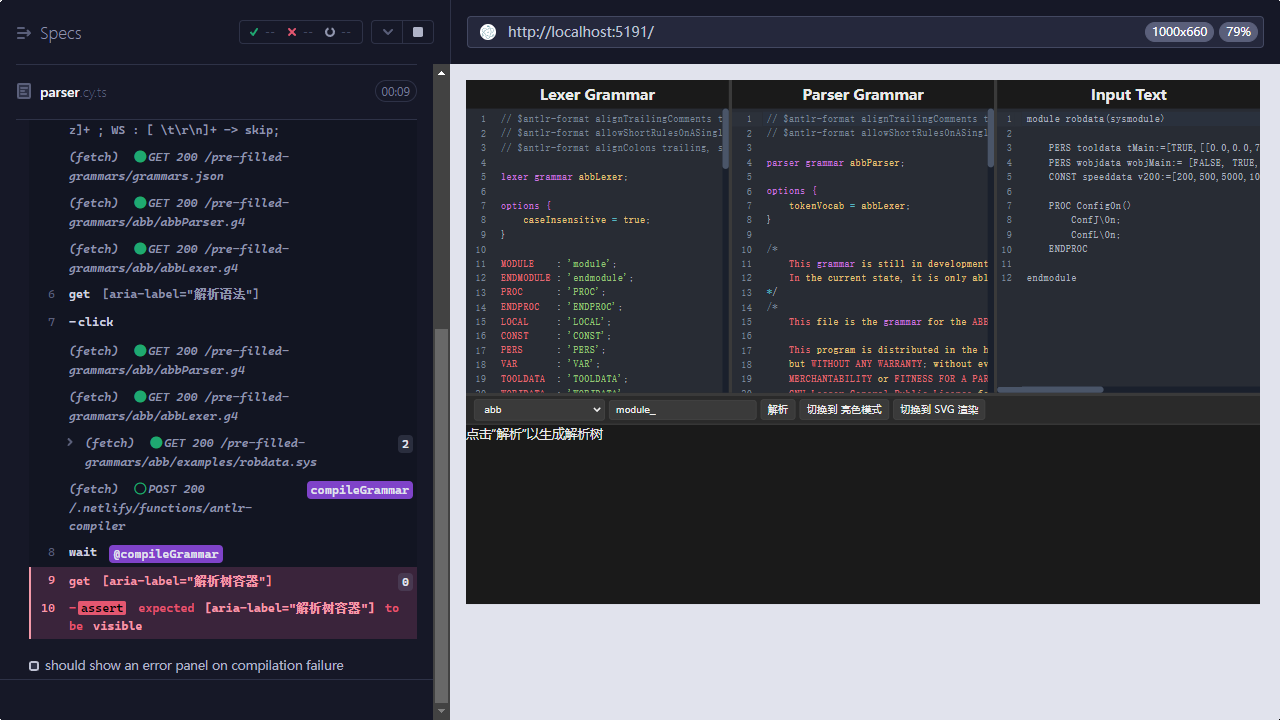 Specs
--
--
--
parser.cy.ts
00:09
z]+ ; WS : [ \t\r\n]+ -> skip;
(fetch) GET 200 /pre-filled-
grammars/grammars.json
(fetch) GET 200 /pre-filled-
grammars/abb/abbParser.g4
(fetch) GET 200 /pre-filled-
grammars/abb/abbLexer.g4
6 get [aria-label="解析语法"]
7 -click
(fetch) GET 200 /pre-filled-
grammars/abb/abbParser.g4
(fetch) GET 200 /pre-filled-
grammars/abb/abbLexer.g4
(fetch) GET 200 /pre-filled- 2
grammars/abb/examples/robdata.sys
(fetch) POST 200 compileGrammar
/.netlify/functions/antlr-
compiler
8 wait @compileGrammar
9 get [aria-label="解析树容器"] 0
10 -assert expected [aria-label="解析树容器"] to
be visible
should show an error panel on compilation failure
http://localhost:5191/
1000x660
79%
Lexer Grammar
1 // $antlr-format alignTrailingComments t
2 // $antlr-format allowShortRulesOnASingl
3 // $antlr-format alignColons trailing, s
4
5 lexer grammar abbLexer;
6
7 options {
8 caseInsensitive = true;
9 }
10
11 MODULE : 'module';
12 ENDMODULE : 'endmodule';
13 PROC : 'PROC';
14 ENDPROC : 'ENDPROC';
15 LOCAL : 'LOCAL';
16 CONST : 'CONST';
17 PERS : 'PERS';
18 VAR : 'VAR';
19 TOOLDATA : 'TOOLDATA';
Parser Grammar
1 // $antlr-format alignTrailingComments t
2 // $antlr-format allowShortRulesOnASingl
3
4 parser grammar abbParser;
5
6 options {
7 tokenVocab = abbLexer;
8 }
9
10 /*
11 This grammar is still in development
12 In the current state, it is only abl
13 */
14 /*
15 This file is the grammar for the ABB
16
17 This program is distributed in the h
18 but WITHOUT ANY WARRANTY; without ev
19 MERCHANTABILITY or FITNESS FOR A PAR
Input Text
1 module robdata(sysmodule)
2
3 PERS tooldata tMain:=[TRUE,[[0.0,0.0,7
4 PERS wobjdata wobjMain:= [FALSE, TRUE,
5 CONST speeddata v200:=[200,500,5000,10
6
7 PROC ConfigOn()
8 ConfJ\On;
9 ConfL\On;
10 ENDPROC
11
12 endmodule
abb
module_
解析
切换到 亮色模式
切换到 SVG 渲染
点击"解析"以生成解析树